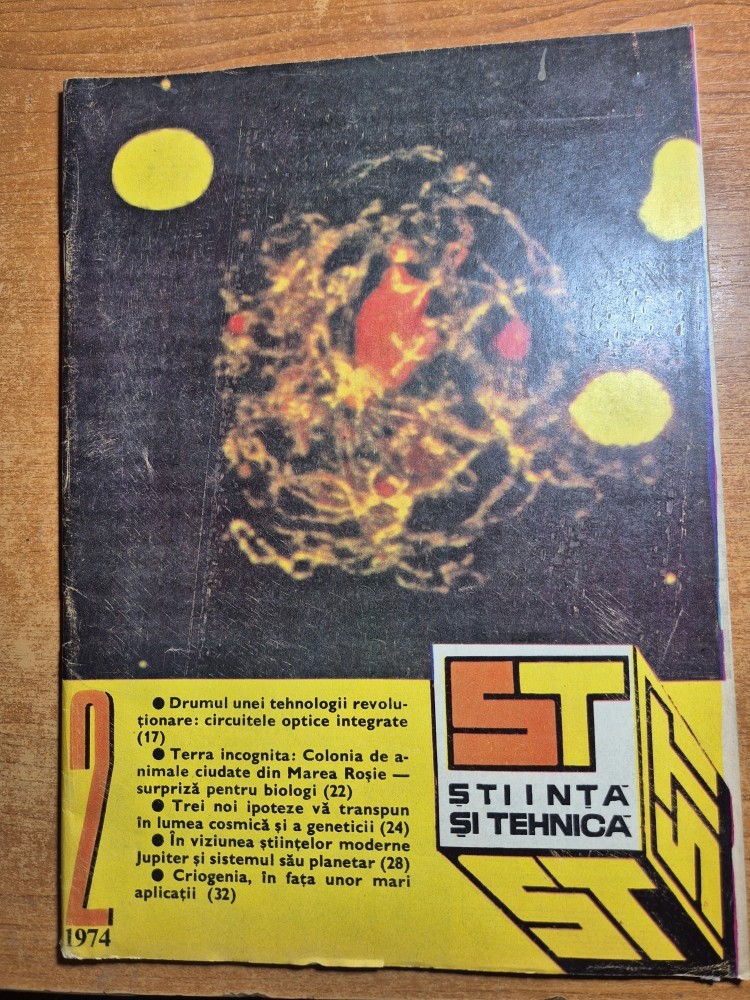 2
1974
● Drumul unei tehnologii revolu-
ționare: circuitele optice integrate
(17)
● Terra incognita: Colonia de a-
nimale ciudate din Marea Roșie —
surpriză pentru biologi (22)
● Trei noi ipoteze vă transpun
în lumea cosmică și a geneticii (24)
● În viziunea științelor moderne
Jupiter și sistemul său planetar (28)
● Criogenia, în fața unor mari
aplicații (32)
ST
ȘTIINȚĂ
ȘI TEHNICĂ
ST
ST